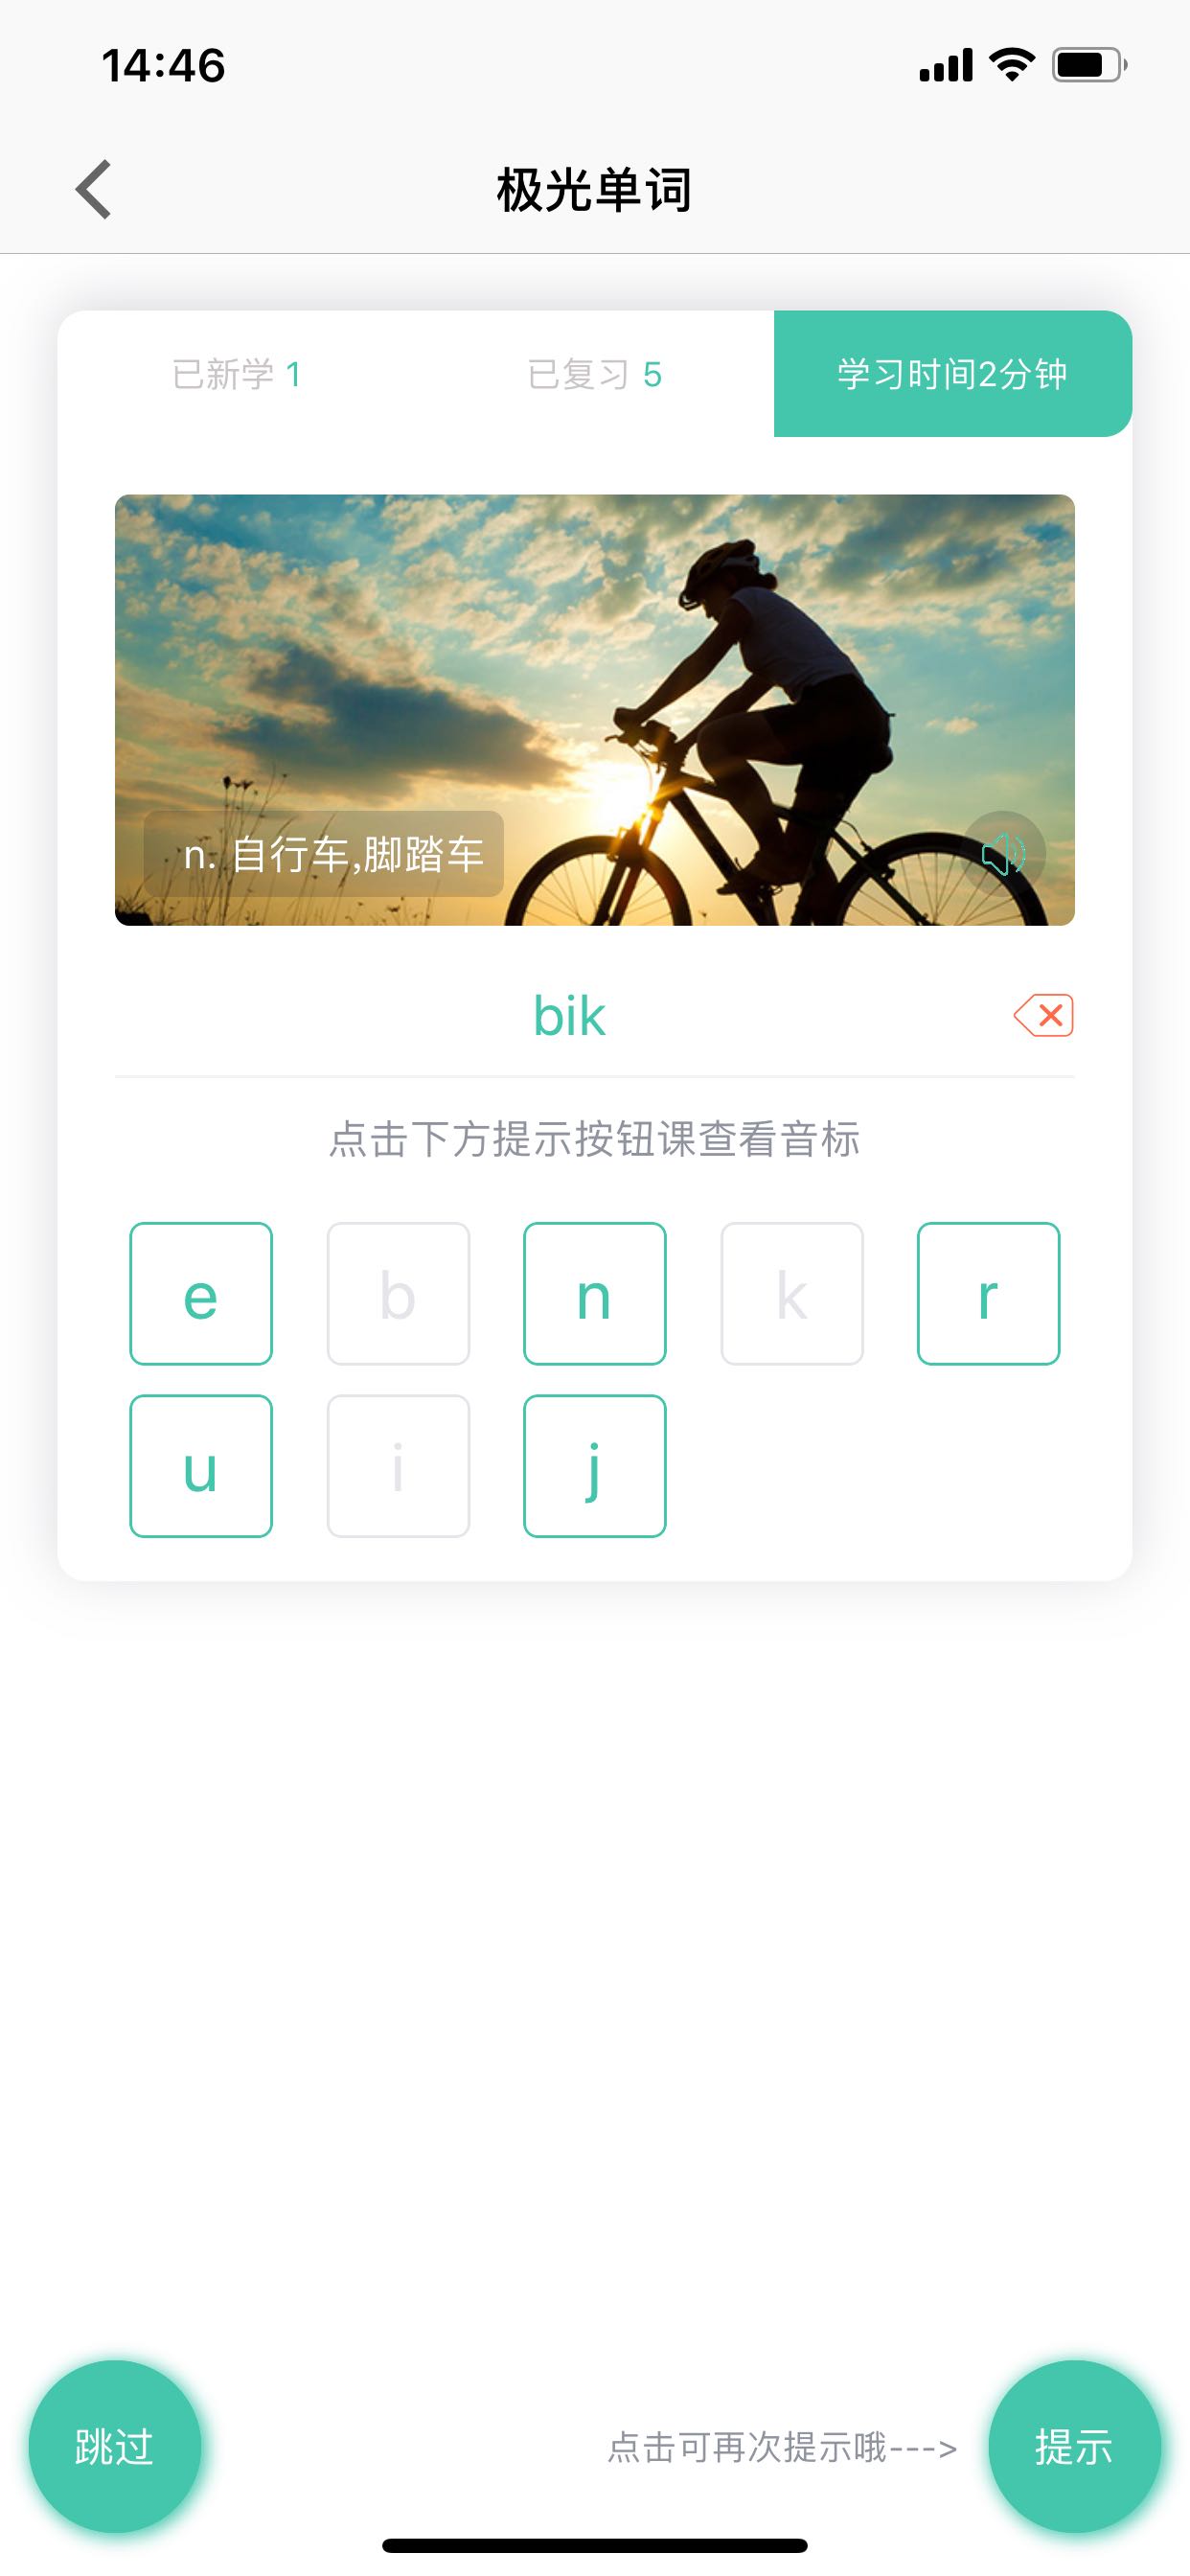 14:46
极光单词
已新学 1
已复习 5
学习时间2分钟
n. 自行车,脚踏车
bik
点击下方提示按钮课查看音标
e b n k r
u i j
跳过
点击可再次提示哦--->
提示